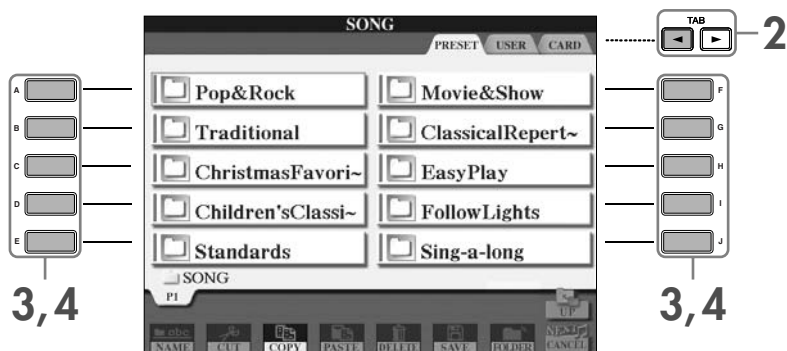 SONG
TAB
PRESET USER CARD
2
A Pop&Rock Movie&Show F
B Traditional ClassicalRepert~ G
C ChristmasFavori~ EasyPlay H
D Children'sClassi~ FollowLights I
E Standards Sing-a-long J
SONG
3,4 P1 UP 3,4
NAME CUT COPY PASTE DELETE SAVE FOLDER CANCEL